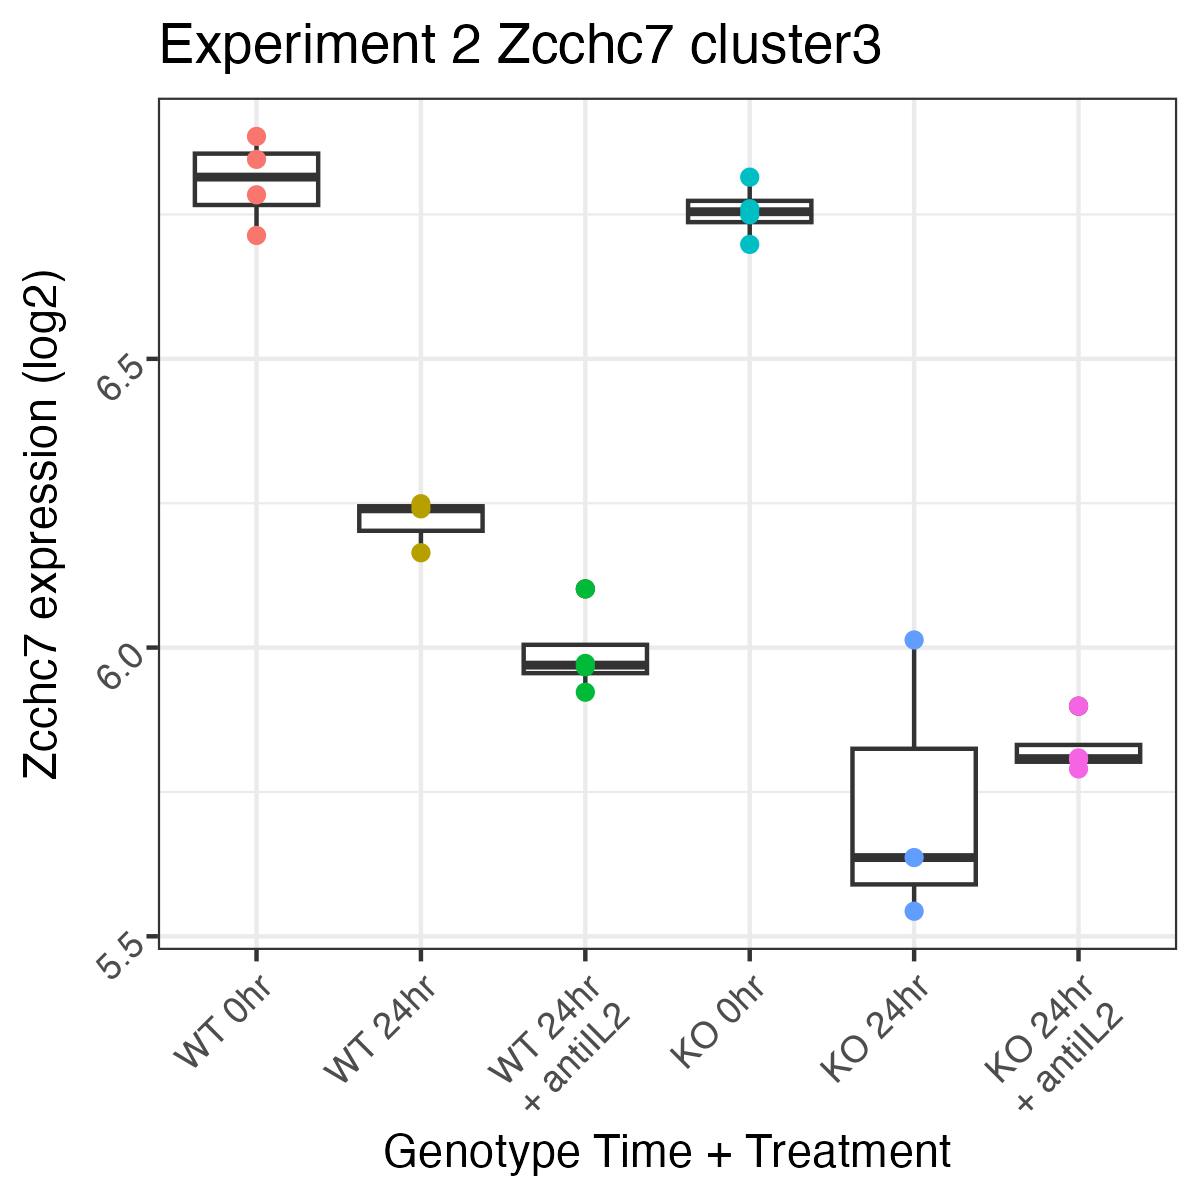 Experiment 2 Zcchc7 cluster3
Zcchc7 expression (log2)
6.5
6.0
5.5
WT 0hr
WT 24hr
WT 24hr
+ antiIL2
KO 0hr
KO 24hr
KO 24hr
+ antiIL2
Genotype Time + Treatment